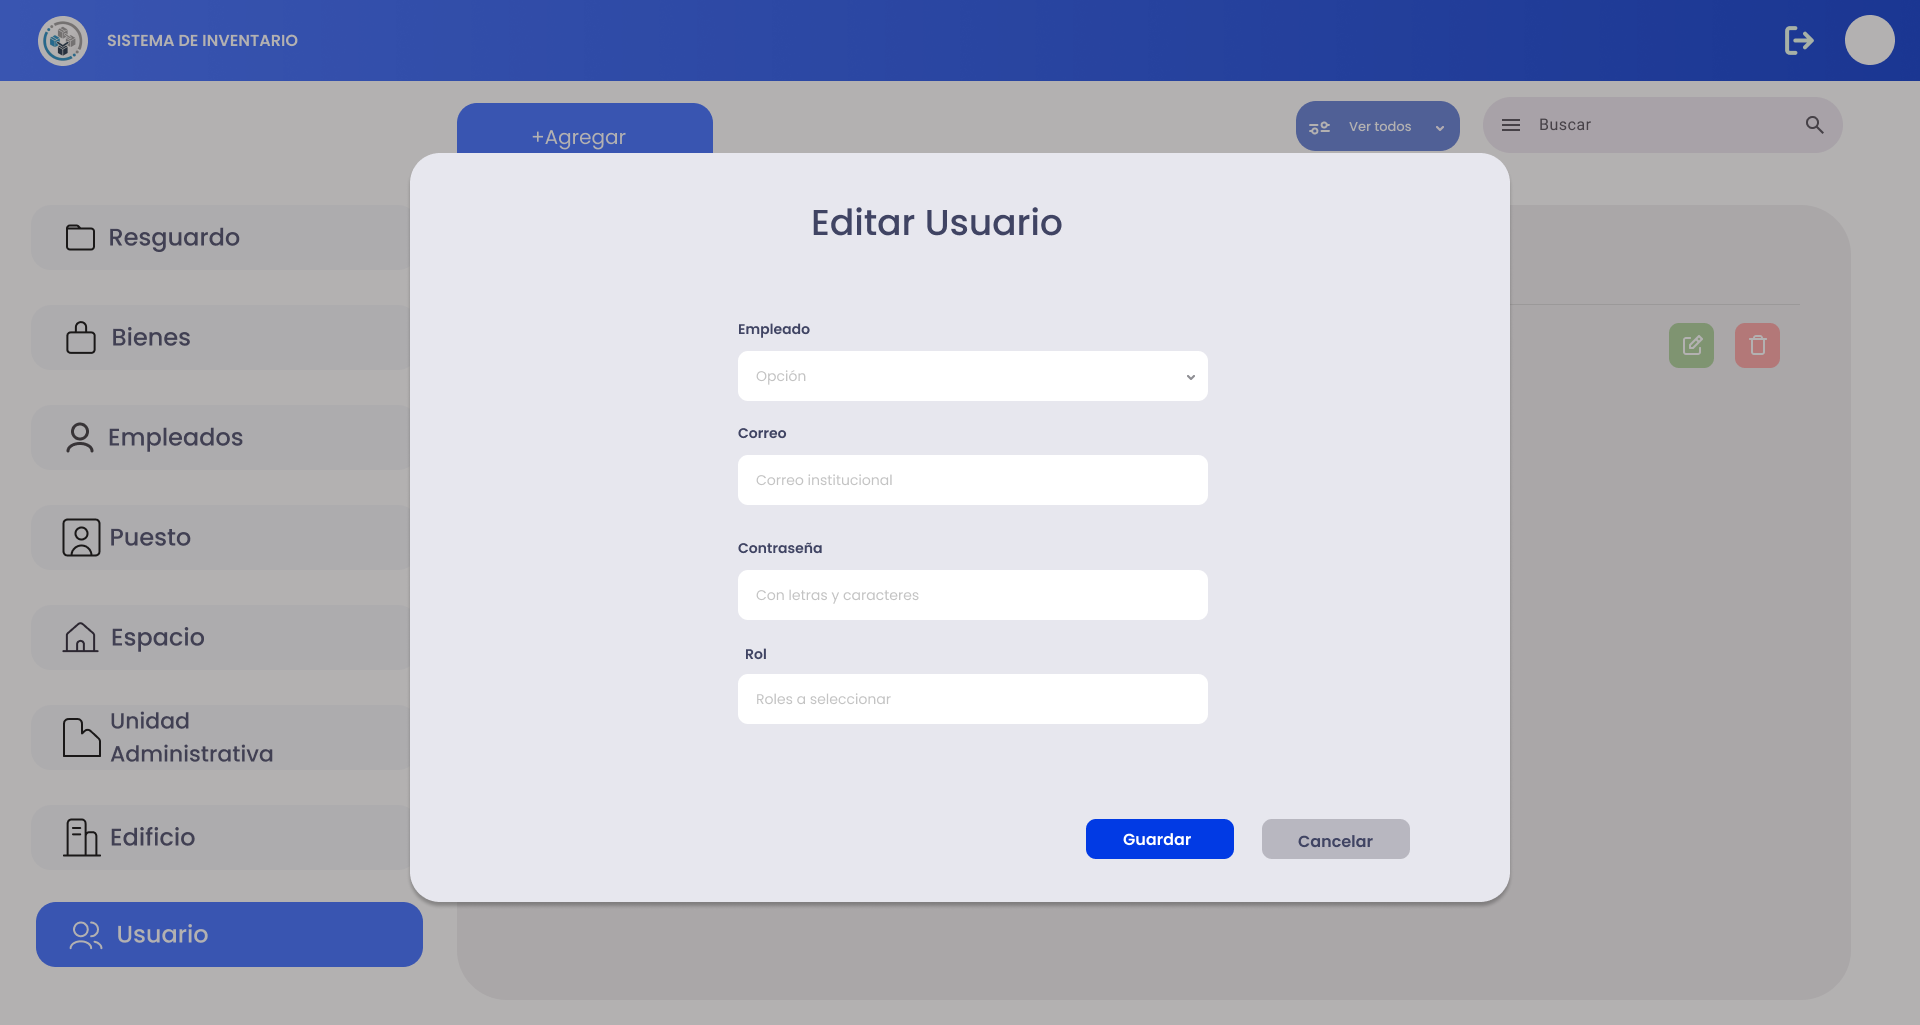 SISTEMA DE INVENTARIO
+Agregar
Ver todos
Buscar
Resguardo
Bienes
Empleados
Puesto
Espacio
Unidad
Administrativa
Edificio
Usuario
Editar Usuario
Empleado
Opción
Correo
Correo institucional
Contraseña
Con letras y caracteres
Rol
Roles a seleccionar
Guardar
Cancelar